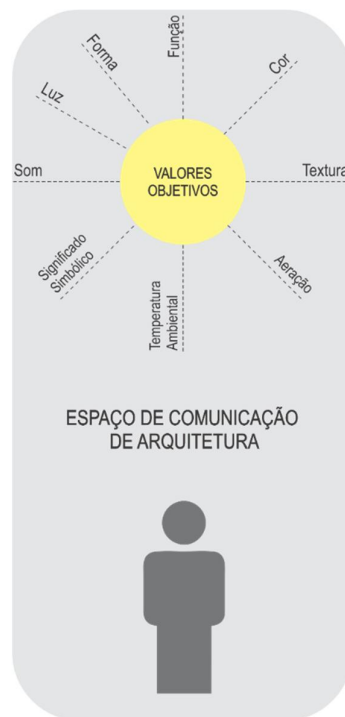 Função
Forma
Cor
Luz
Som
VALORES
OBJETIVOS
Textura
Significado
Simbólico
Aeração
Temperatura
Ambiental
ESPAÇO DE COMUNICAÇÃO
DE ARQUITETURA